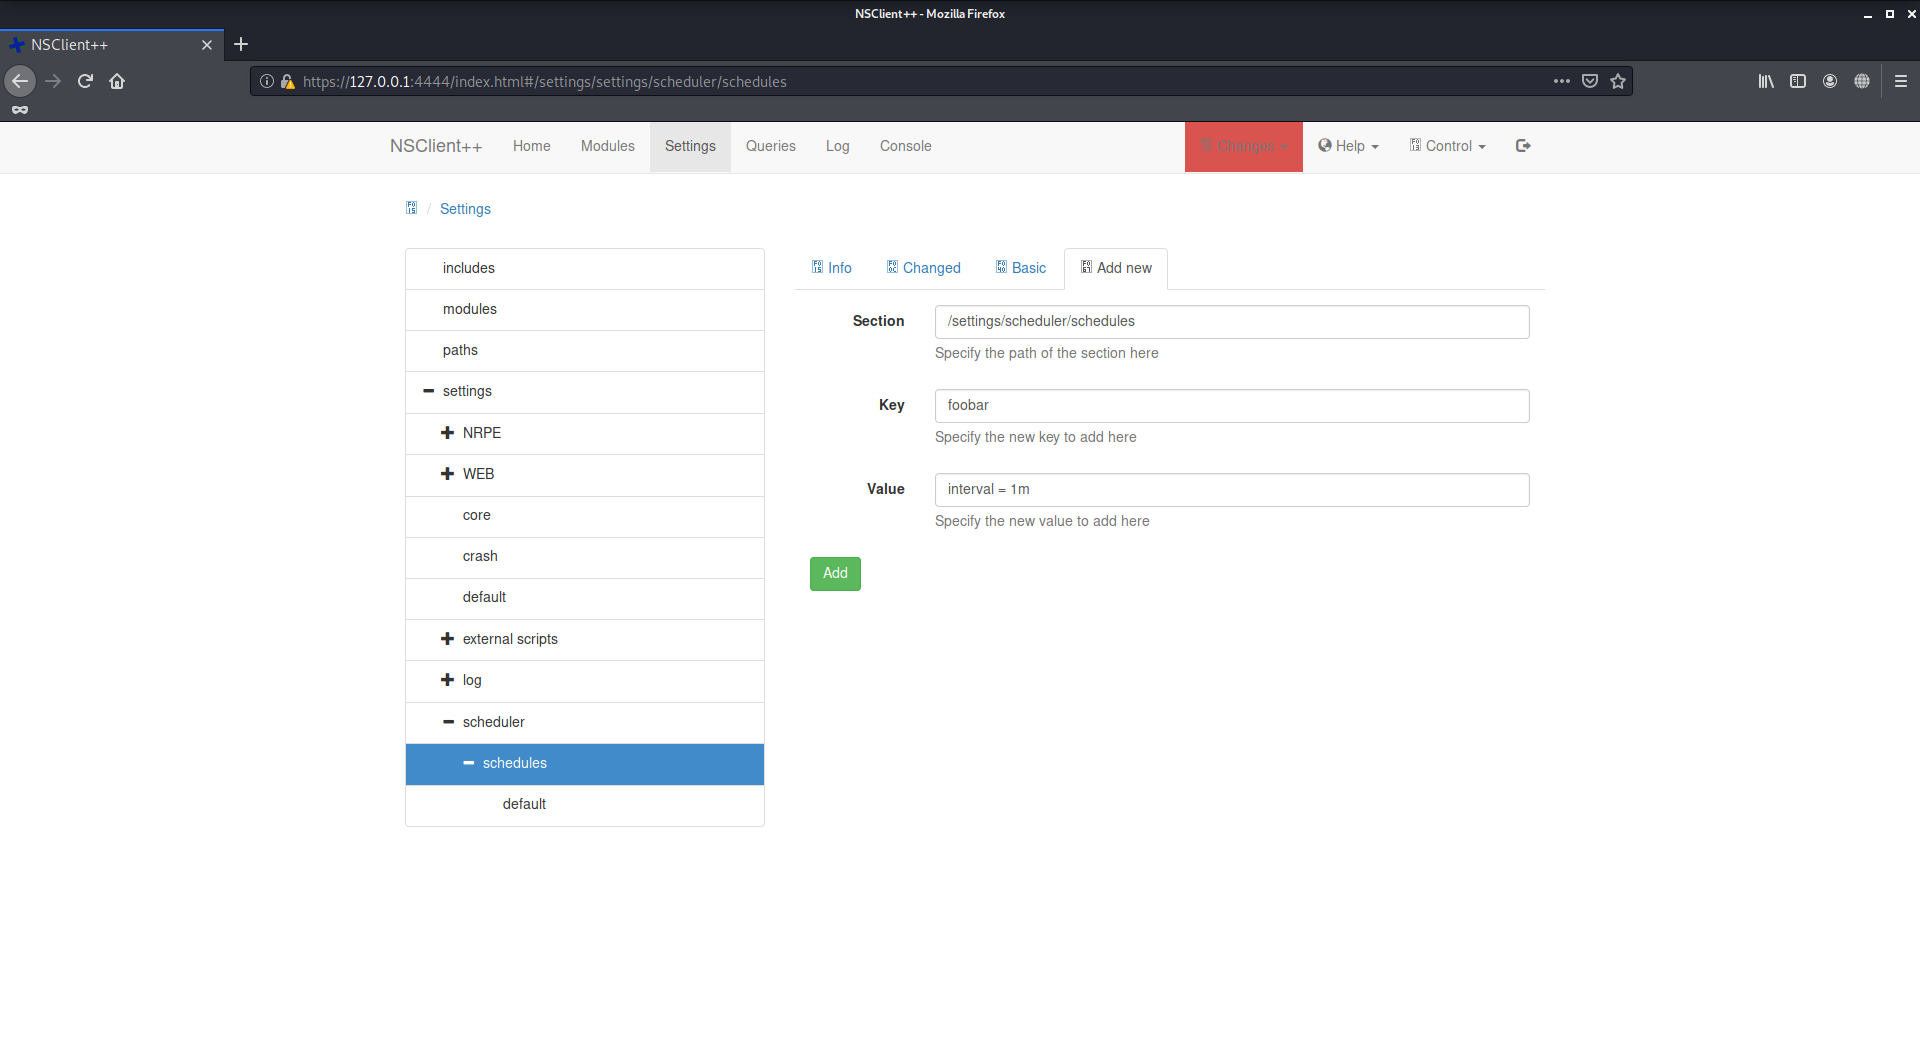 NSClient++ - Mozilla Firefox
NSClient++
https://127.0.0.1:4444/index.html#/settings/settings/scheduler/schedules
NSClient++ Home Modules Settings Queries Log Console Changes Help Control
/ Settings
includes
modules
paths
settings
NRPE
WEB
core
crash
default
external scripts
log
scheduler
schedules
default
Info Changed Basic Add new
Section /settings/scheduler/schedules
Specify the path of the section here
Key foobar
Specify the new key to add here
Value interval = 1m
Specify the new value to add here
Add